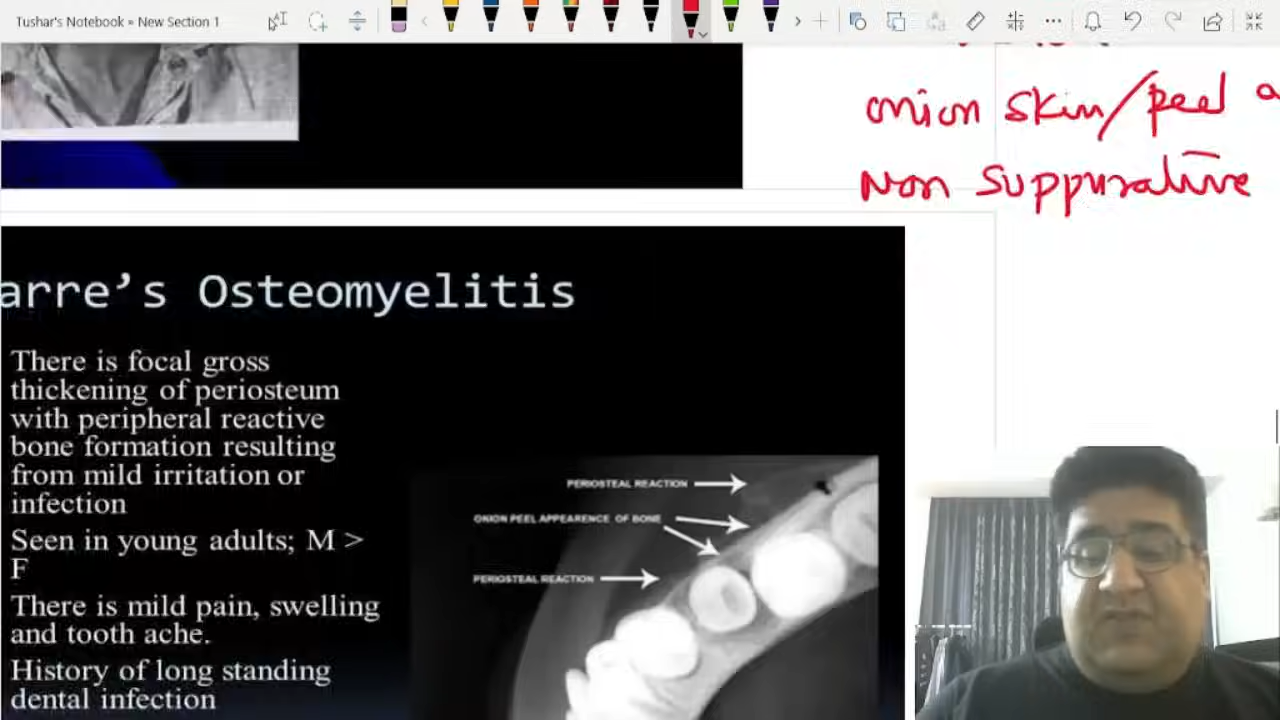 Tushar's Notebook » New Section 1
onion skin/peel a
Non suppurative
arre's Osteomyelitis
There is focal gross
thickening of periosteum
with peripheral reactive
bone formation resulting
from mild irritation or
infection
Seen in young adults; M >
F
There is mild pain, swelling
and tooth ache.
History of long standing
dental infection
PERIOSTEAL REACTION
ONION PEEL APPEARENCE OF BONE
PERIOSTEAL REACTION